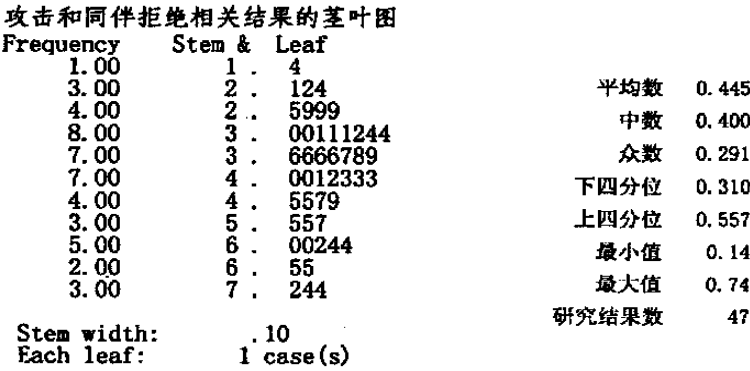 攻击和同伴拒绝相关结果的茎叶图
Frequency Stem & Leaf
1.00 1 . 4
3.00 2 . 124
4.00 2 . 5999
8.00 3 . 00111244
7.00 3 . 6666789
7.00 4 . 0012333
4.00 4 . 5579
3.00 5 . 557
5.00 6 . 00244
2.00 6 . 55
3.00 7 . 244
Stem width: .10
Each leaf: 1 case(s)
平均数 0.445
中数 0.400
众数 0.291
下四分位 0.310
上四分位 0.557
最小值 0.14
最大值 0.74
研究结果数 47